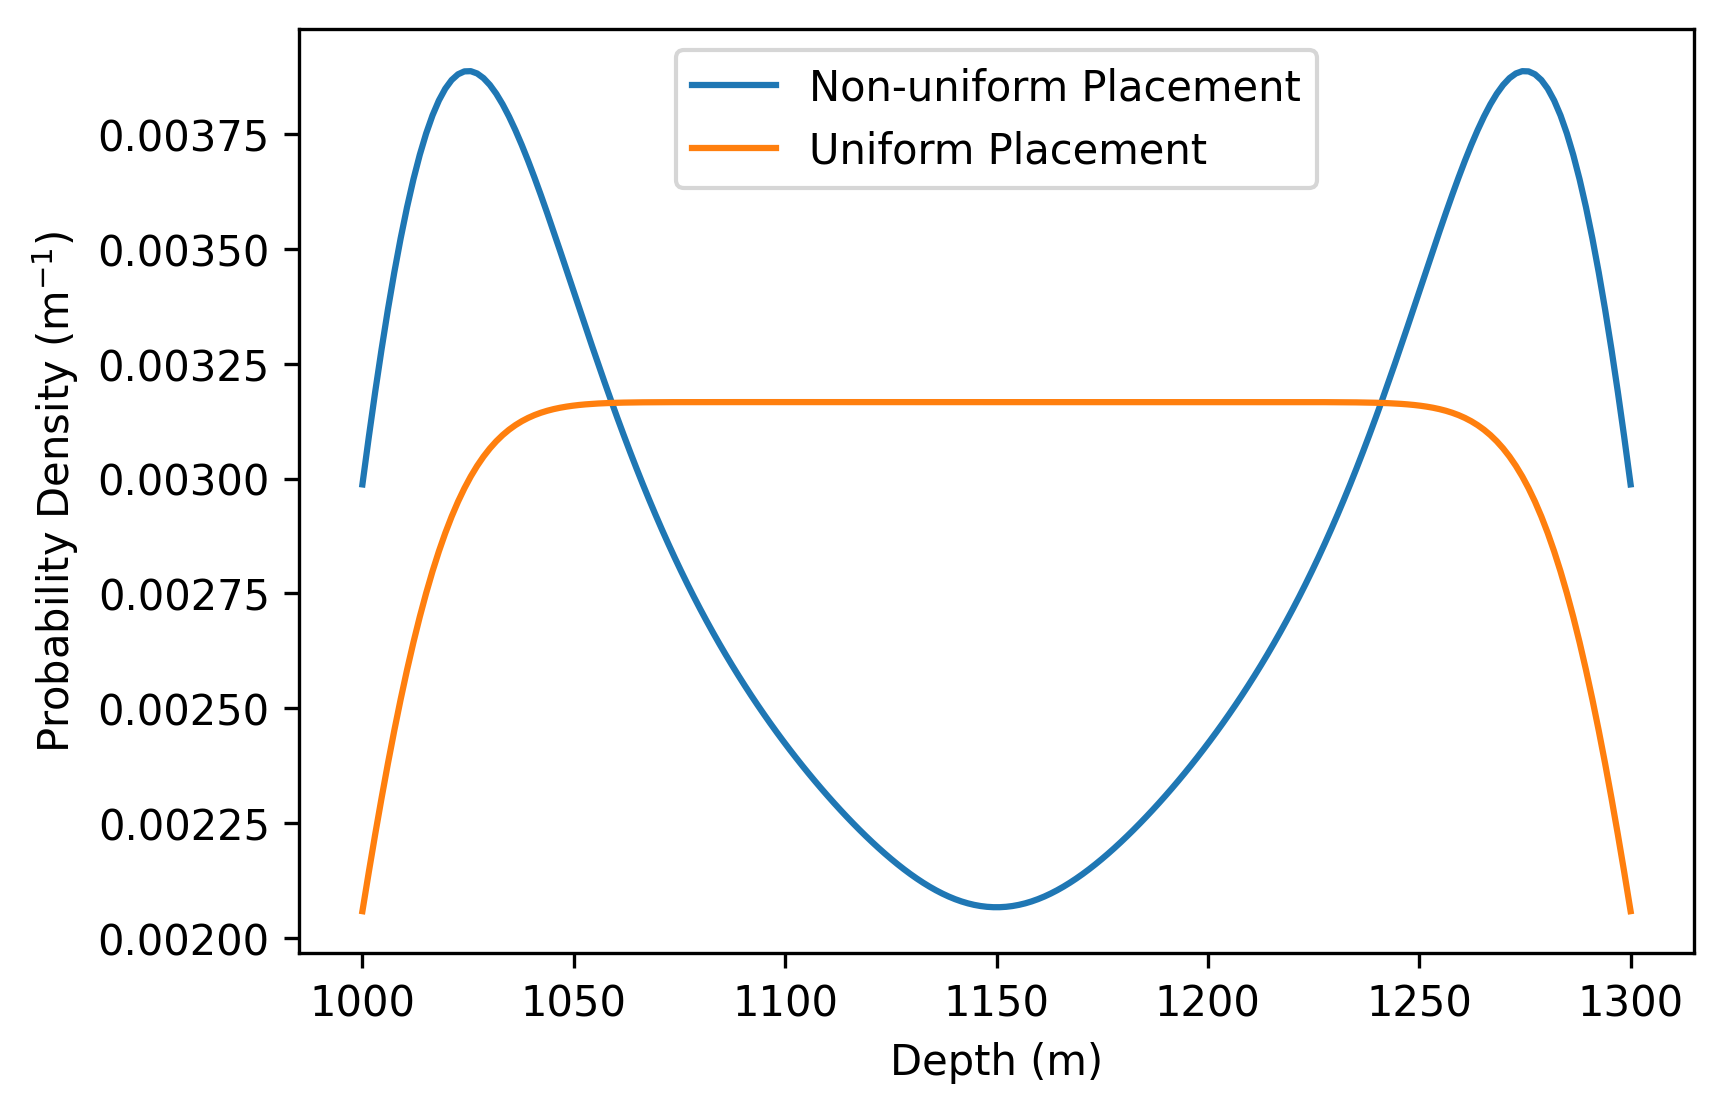 Non-uniform Placement
Uniform Placement
Probability Density (m⁻¹)
0.00375
0.00350
0.00325
0.00300
0.00275
0.00250
0.00225
0.00200
1000 1050 1100 1150 1200 1250 1300
Depth (m)